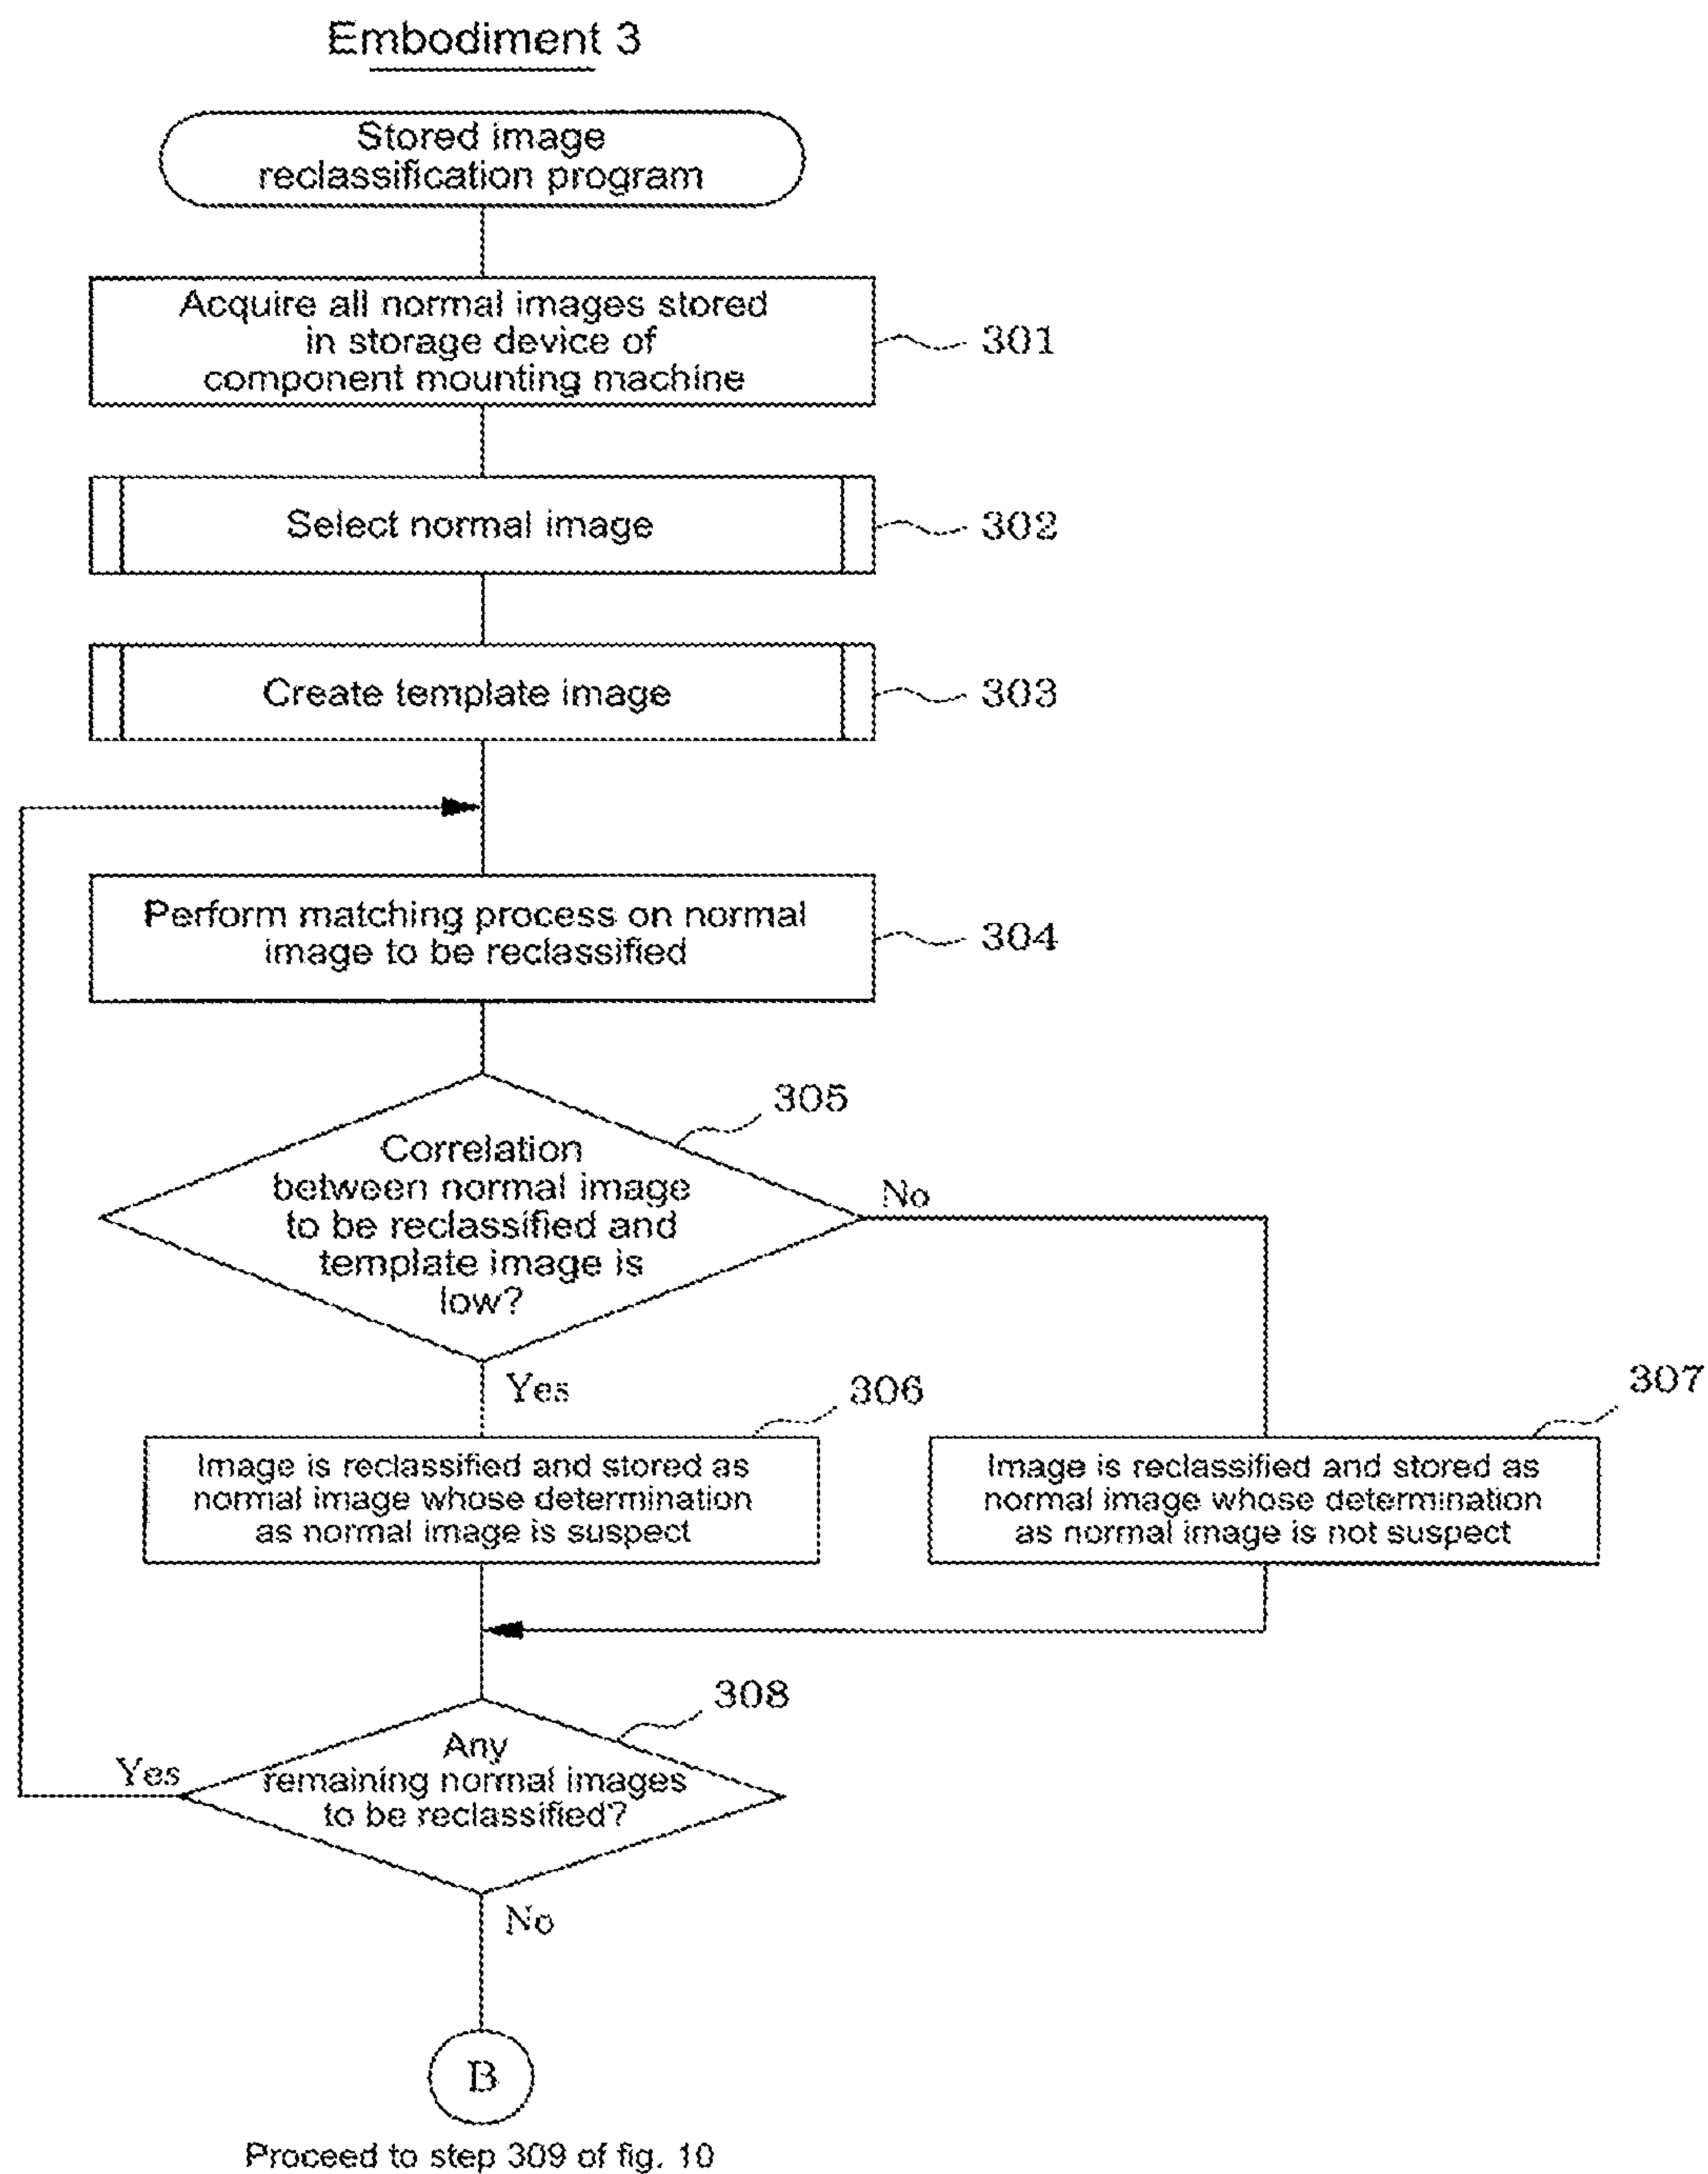 Embodiment 3
Stored image
reclassification program
Acquire all normal images stored
in storage device of
component mounting machine
301
Select normal image
302
Create template image
303
Perform matching process on normal
image to be reclassified
304
305
Correlation
between normal image
to be reclassified and
template image is
low?
No
Yes
306
307
Image is reclassified and stored as
normal image whose determination
as normal image is suspect
Image is reclassified and stored as
normal image whose determination
as normal image is not suspect
308
Any
remaining normal images
to be reclassified?
Yes
No
B
Proceed to step 309 of fig. 10